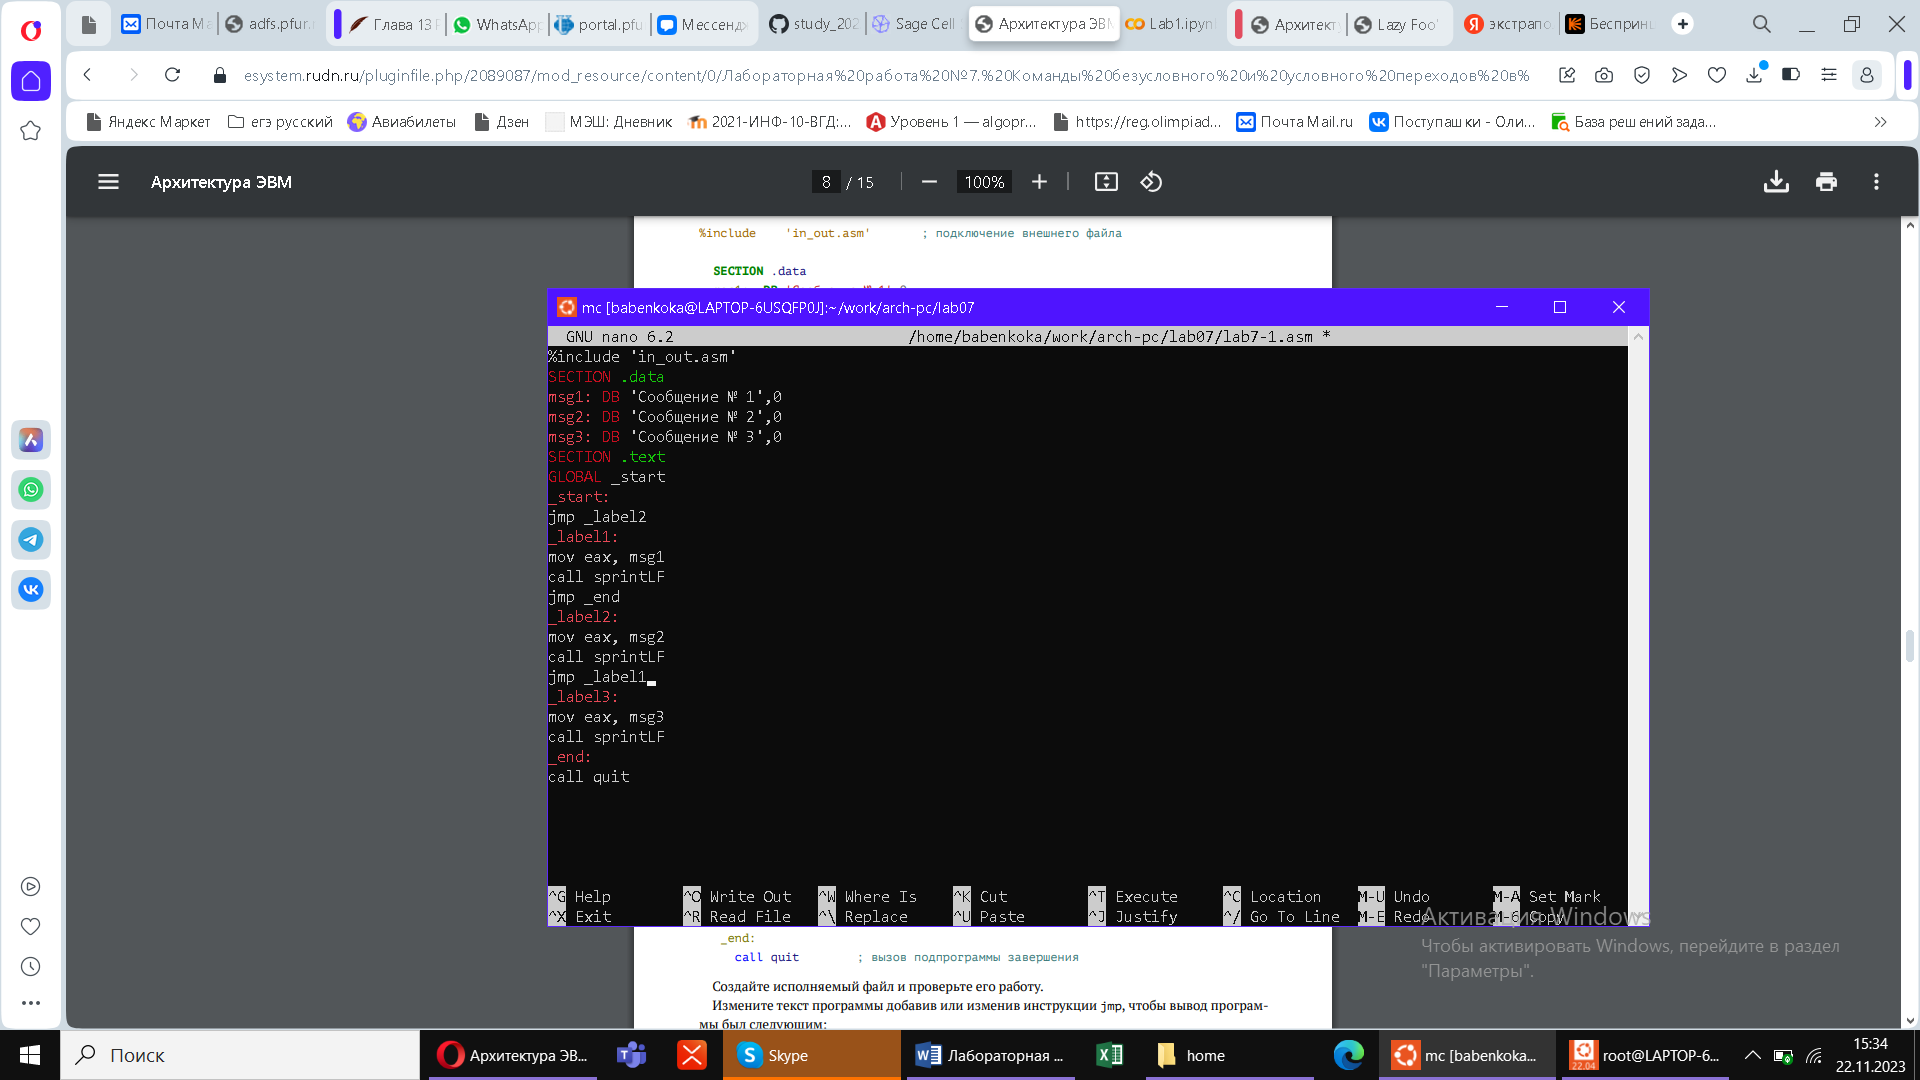 Почта Ma
adfs.pfur.r
Глава 13 Р
WhatsApp
portal.pfu
Мессендж
study_202
Sage Cell
Архитектура ЭВМ
Lab1.ipyn
Архитект
Lazy Foo'
экстрапо
Беспринц
esystem.rudn.ru/pluginfile.php/2089087/mod_resource/content/0/Лабораторная%20работа%20№7.%20Команды%20безусловного%20и%20условного%20переходов%20в%
Яндекс Маркет
егэ русский
Авиабилеты
Дзен
МЭШ: Дневник
2021-ИНФ-10-ВГД:...
Уровень 1 — algopr...
https://reg.olimpiad...
Почта Mail.ru
Поступашки - Оли...
База решений зада...
Архитектура ЭВМ
8 / 15
100%
%include 'in_out.asm' ; подключение внешнего файла
SECTION .data
mc [babenkoka@LAPTOP-6USQFP0J]:~/work/arch-pc/lab07
GNU nano 6.2 /home/babenkoka/work/arch-pc/lab07/lab7-1.asm *
%include 'in_out.asm'
SECTION .data
msg1: DB 'Сообщение № 1',0
msg2: DB 'Сообщение № 2',0
msg3: DB 'Сообщение № 3',0
SECTION .text
GLOBAL _start
_start:
jmp _label2
_label1:
mov eax, msg1
call sprintLF
jmp _end
_label2:
mov eax, msg2
call sprintLF
jmp _label1
_label3:
mov eax, msg3
call sprintLF
_end:
call quit
^G Help ^O Write Out ^W Where Is ^K Cut ^T Execute ^C Location M-U Undo M-A Set Mark
^X Exit ^R Read File ^\ Replace ^U Paste ^J Justify ^/ Go To Line M-E Redo M-6 Copy
Активация Windows
Чтобы активировать Windows, перейдите в раздел
"Параметры".
_end:
call quit ; вызов подпрограммы завершения
Создайте исполняемый файл и проверьте его работу.
Измените текст программы добавив или изменив инструкции jmp, чтобы вывод програм-
мы был следующим:
Поиск
Архитектура ЭВ...
Skype
Лабораторная ...
home
mc [babenkoka...
root@LAPTOP-6...
15:34
22.11.2023